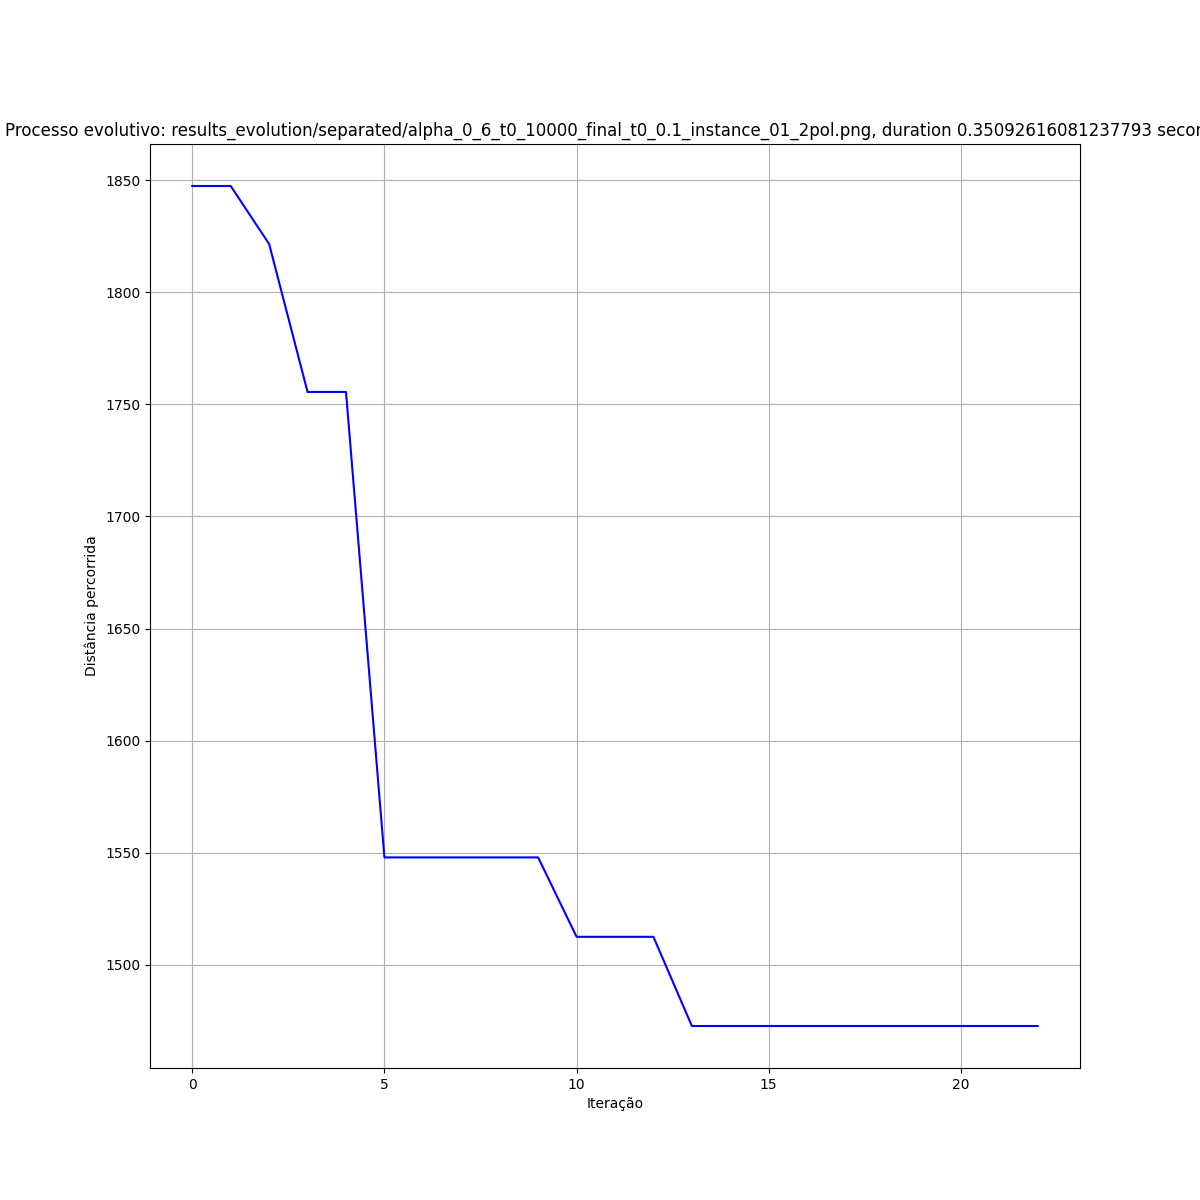 Processo evolutivo: results_evolution/separated/alpha_0_6_t0_10000_final_t0_0.1_instance_01_2pol.png, duration 0.35092616081237793
1850
1800
1750
1700
1650
1600
1550
1500
Distância percorrida
0 5 10 15 20
Iteração